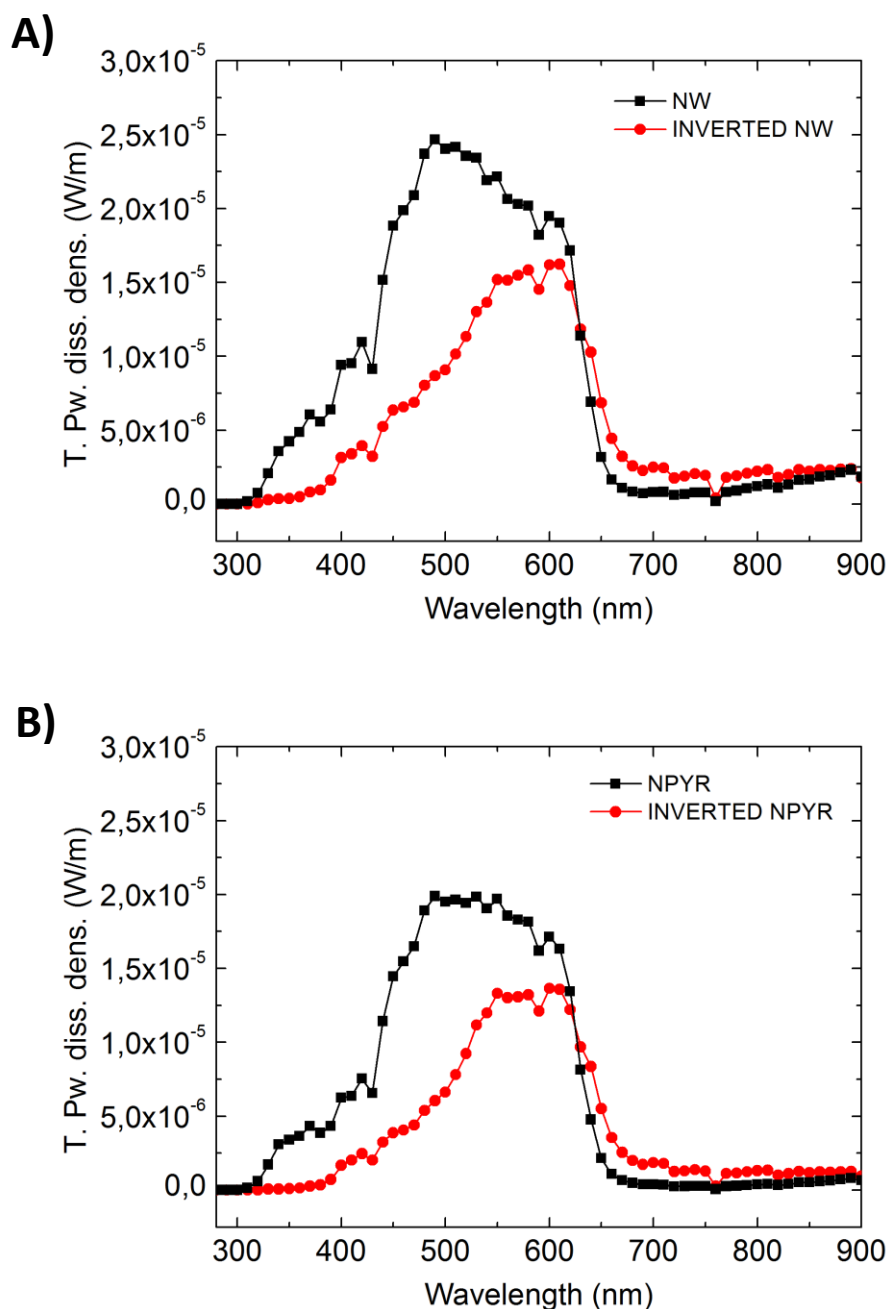 A)
3,0x10⁻⁵
2,5x10⁻⁵
2,0x10⁻⁵
1,5x10⁻⁵
1,0x10⁻⁵
5,0x10⁻⁶
0,0
T. Pw. diss. dens. (W/m)
NW
INVERTED NW
300 400 500 600 700 800 900
Wavelength (nm)
B)
3,0x10⁻⁵
2,5x10⁻⁵
2,0x10⁻⁵
1,5x10⁻⁵
1,0x10⁻⁵
5,0x10⁻⁶
0,0
T. Pw. diss. dens. (W/m)
NPYR
INVERTED NPYR
300 400 500 600 700 800 900
Wavelength (nm)